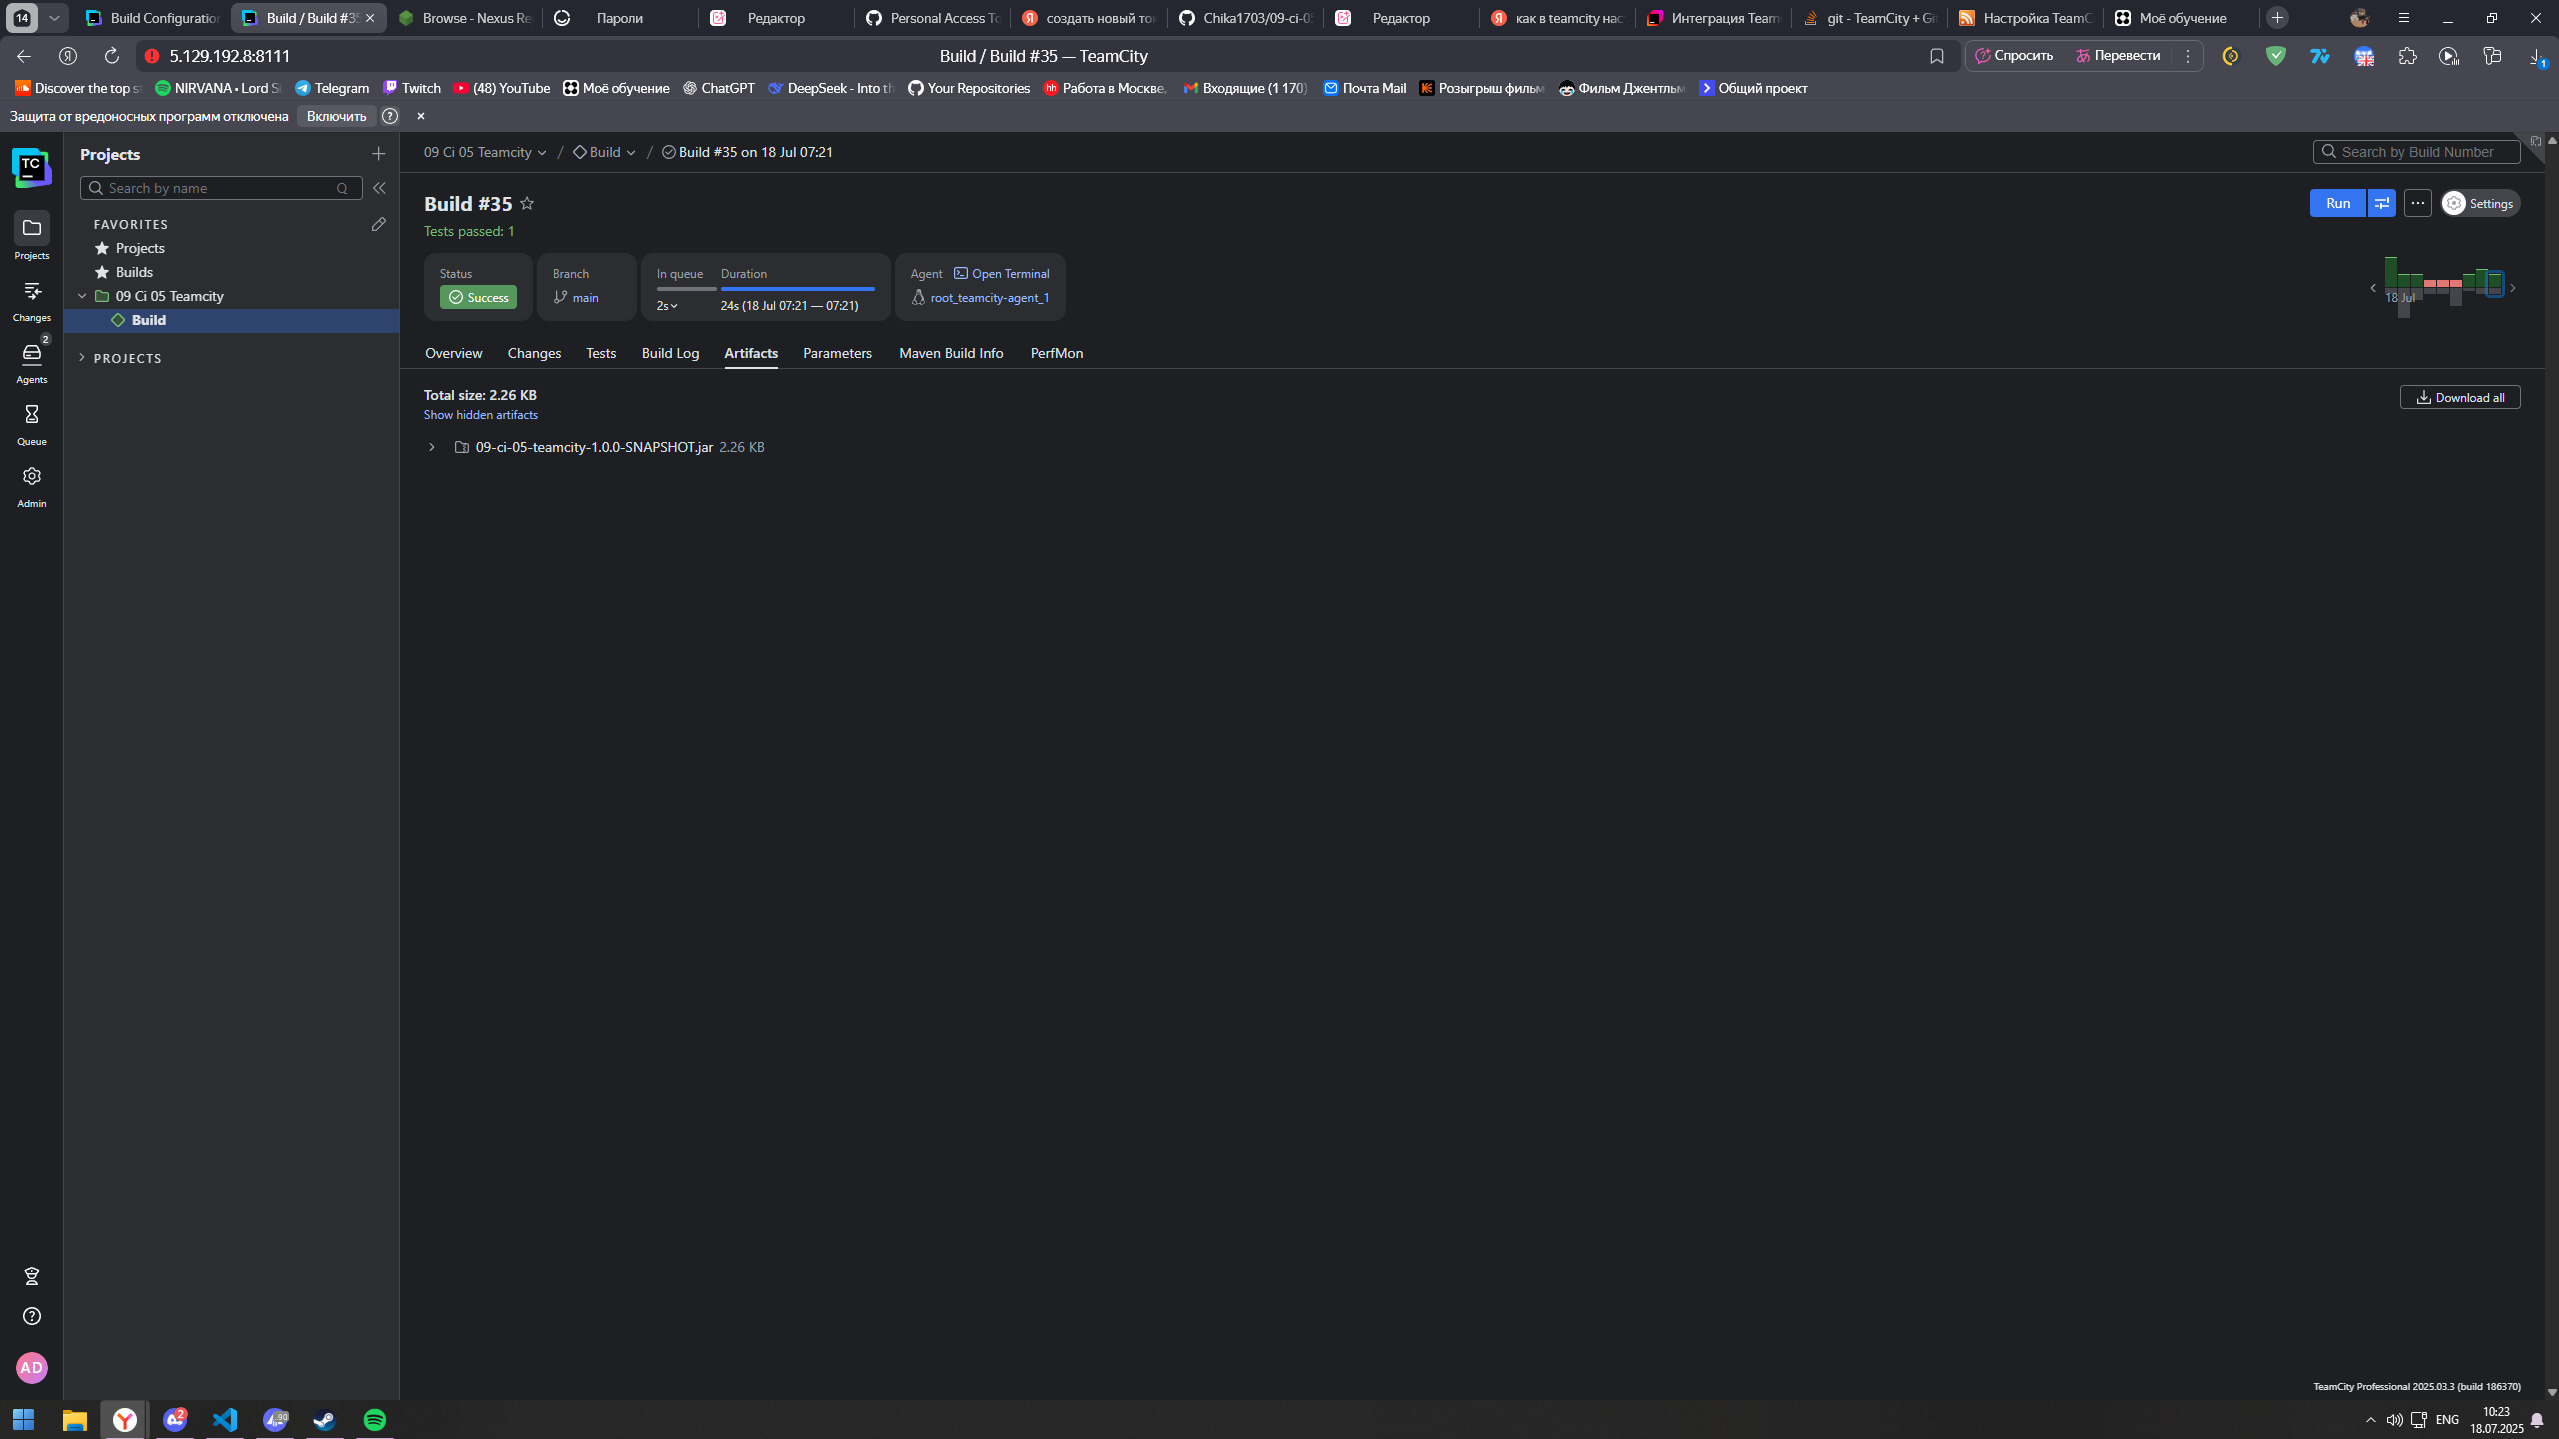 14
Build Configuration
Build / Build #35
Browse - Nexus Re
Пароли
Редактор
Personal Access To
создать новый ток
Chika1703/09-ci-05
Редактор
как в teamcity нас
Интеграция Team
git - TeamCity + Git
Настройка TeamC
Моё обучение
5.129.192.8:8111
Build / Build #35 — TeamCity
Спросить
Перевести
1
Discover the top s
NIRVANA • Lord S
Telegram
Twitch
(48) YouTube
Моё обучение
ChatGPT
DeepSeek - Into th
Your Repositories
Работа в Москве,
Входящие (1 170)
Почта Mail
Розыгрыш фильм
Фильм Джентльм
Общий проект
Защита от вредоносных программ отключена
Включить
TC
Projects
Changes
2
Agents
Queue
Admin
AD
Projects
Search by name
Q
FAVORITES
Projects
Builds
09 Ci 05 Teamcity
Build
PROJECTS
09 Ci 05 Teamcity / Build / Build #35 on 18 Jul 07:21
Search by Build Number
Build #35
Run
Settings
Tests passed: 1
Status
Success
Branch
main
In queue
2s
Duration
24s (18 Jul 07:21 — 07:21)
Agent
Open Terminal
root_teamcity-agent_1
18 Jul
Overview
Changes
Tests
Build Log
Artifacts
Parameters
Maven Build Info
PerfMon
Total size: 2.26 KB
Show hidden artifacts
Download all
09-ci-05-teamcity-1.0.0-SNAPSHOT.jar 2.26 KB
TeamCity Professional 2025.03.3 (build 186370)
2
.90
ENG
10:23
18.07.2025